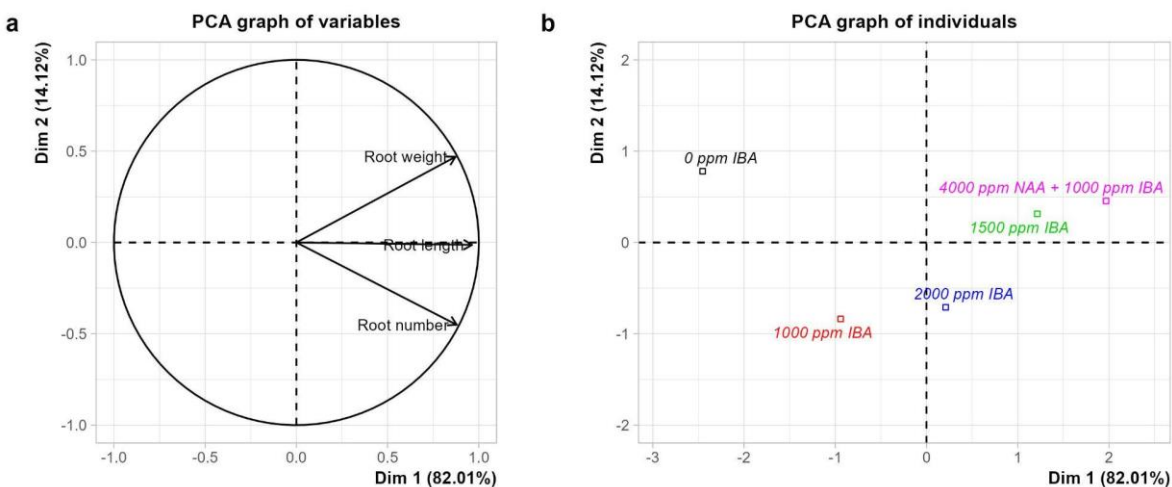 a
PCA graph of variables
Dim 2 (14.12%)
1.0
0.5
0.0
-0.5
-1.0
Root weight
Root length
Root number
-1.0 -0.5 0.0 0.5 1.0
Dim 1 (82.01%)
b
PCA graph of individuals
Dim 2 (14.12%)
2
1
0
-1
-2
0 ppm IBA
4000 ppm NAA + 1000 ppm IBA
1500 ppm IBA
2000 ppm IBA
1000 ppm IBA
-3 -2 -1 0 1 2
Dim 1 (82.01%)